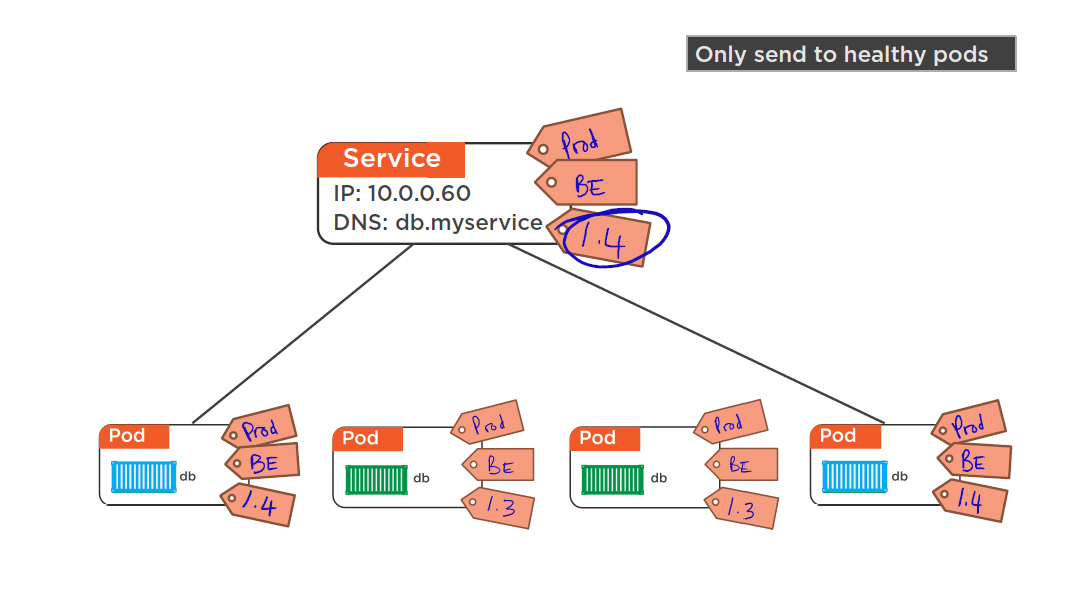 Only send to healthy pods
Service
IP: 10.0.0.60
DNS: db.myservice
Prod
BE
1.4
Pod
db
Prod
BE
1.4
Pod
db
Prod
BE
1.3
Pod
db
Prod
BE
1.3
Pod
db
Prod
BE
1.4